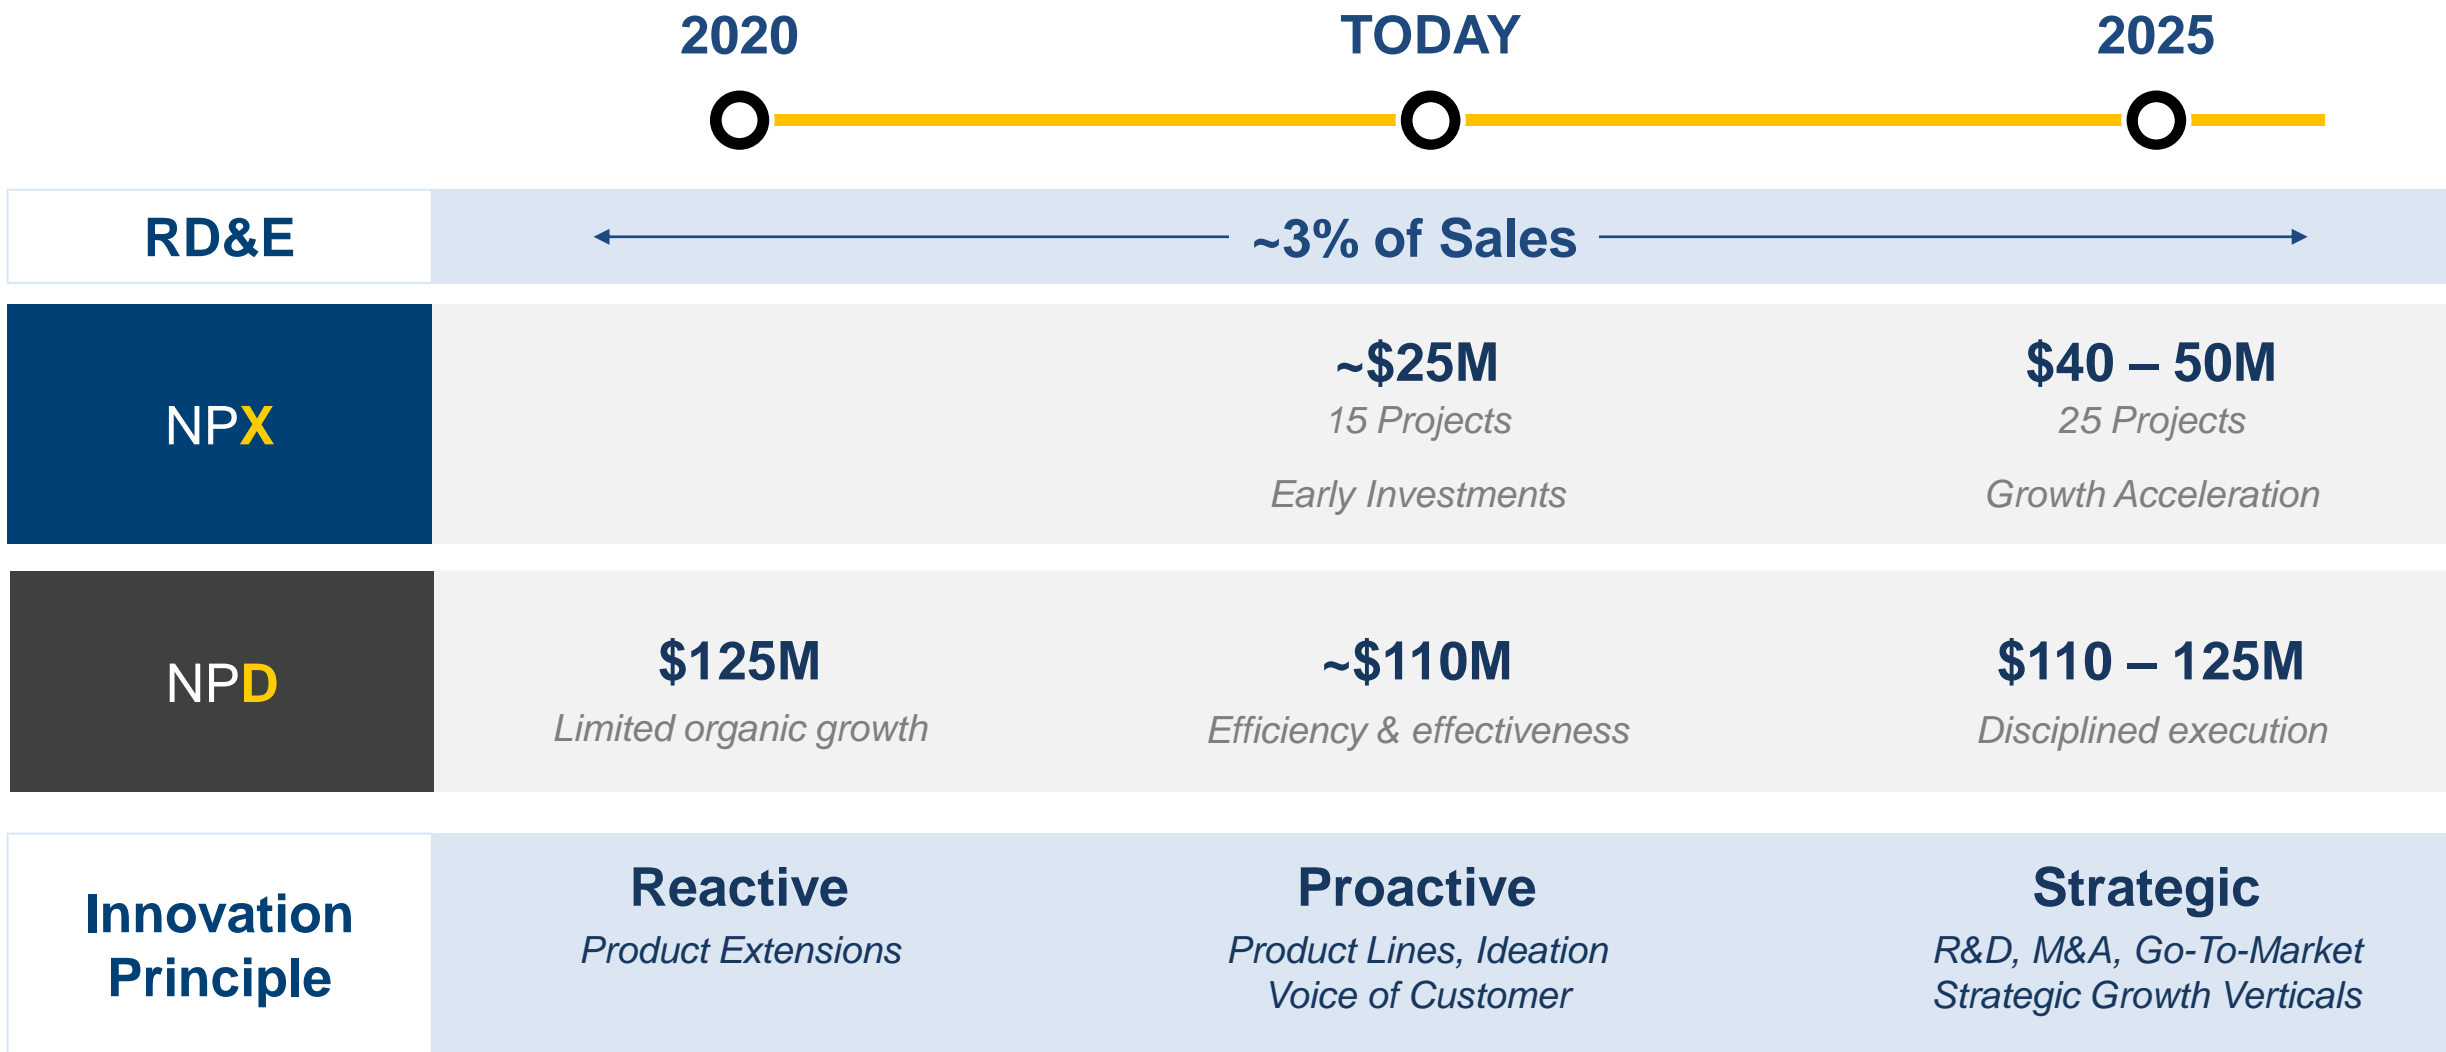 2020 TODAY 2025
RD&E ~3% of Sales
NPX
~$25M $40 – 50M
15 Projects 25 Projects
Early Investments Growth Acceleration
NPD
$125M ~$110M $110 – 125M
Limited organic growth Efficiency & effectiveness Disciplined execution
Innovation
Principle
Reactive Proactive Strategic
Product Extensions Product Lines, Ideation R&D, M&A, Go-To-Market
Voice of Customer Strategic Growth Verticals